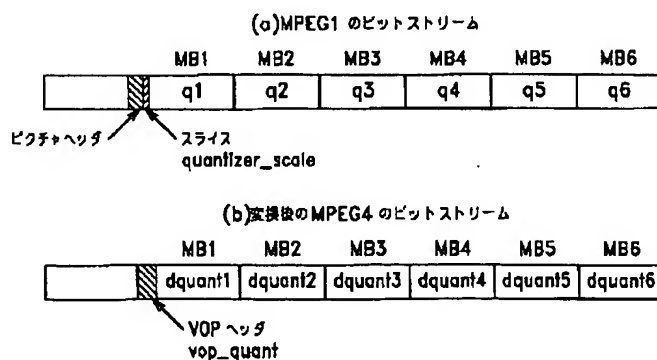 (a)MPEG1 のビットストリーム
MB1 MB2 MB3 MB4 MB5 MB6
q1 q2 q3 q4 q5 q6
ピクチャヘッダ
スライス
quantizer_scale
(b)変換後のMPEG4 のビットストリーム
MB1 MB2 MB3 MB4 MB5 MB6
dquant1 dquant2 dquant3 dquant4 dquant5 dquant6
VOP ヘッダ
vop_quant